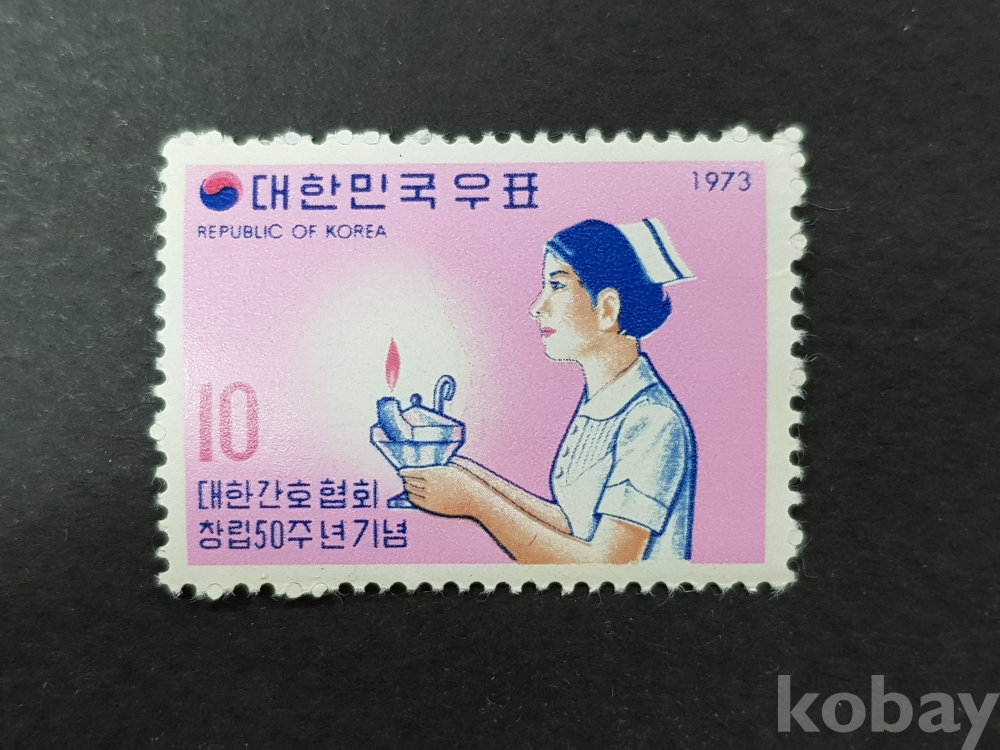 대한민국우표
1973
REPUBLIC OF KOREA
10
대한간호협회
창립50주년기념
kobay